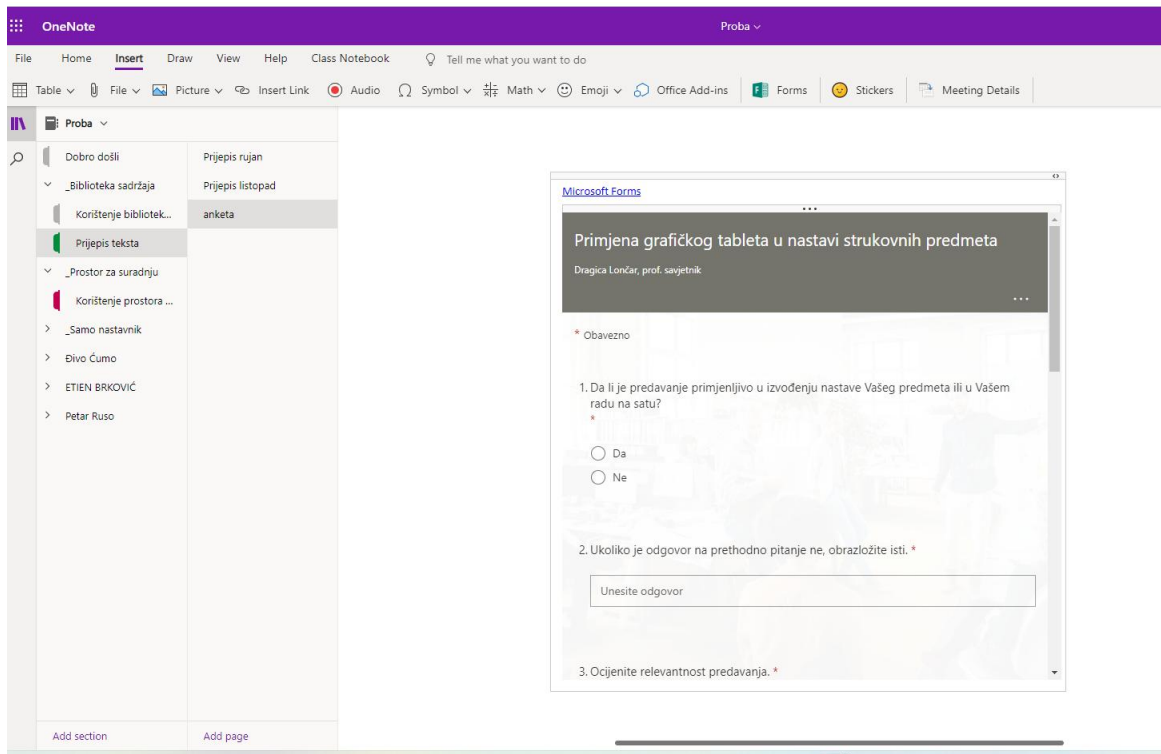 OneNote
Proba
File Home Insert Draw View Help Class Notebook Tell me what you want to do
Table File Picture Insert Link Audio Symbol Math Emoji Office Add-ins Forms Stickers Meeting Details
Proba
Dobro došli
_Biblioteka sadržaja
Korištenje bibliotek...
Prijepis teksta
_Prostor za suradnju
Korištenje prostora ...
_Samo nastavnik
Đivo Ćumo
ETIEN BRKOVIĆ
Petar Ruso
Add section
Prijepis rujan
Prijepis listopad
anketa
Add page
Microsoft Forms
Primjena grafičkog tableta u nastavi strukovnih predmeta
Dragica Lončar, prof. savjetnik
* Obavezno
1. Da li je predavanje primjenljivo u izvođenju nastave Vašeg predmeta ili u Vašem
radu na satu?
*
Da
Ne
2. Ukoliko je odgovor na prethodno pitanje ne, obrazložite isti. *
Unesite odgovor
3. Ocijenite relevantnost predavanja. *